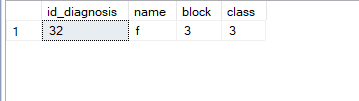 id_diagnosis name block class
1 32 f 3 3